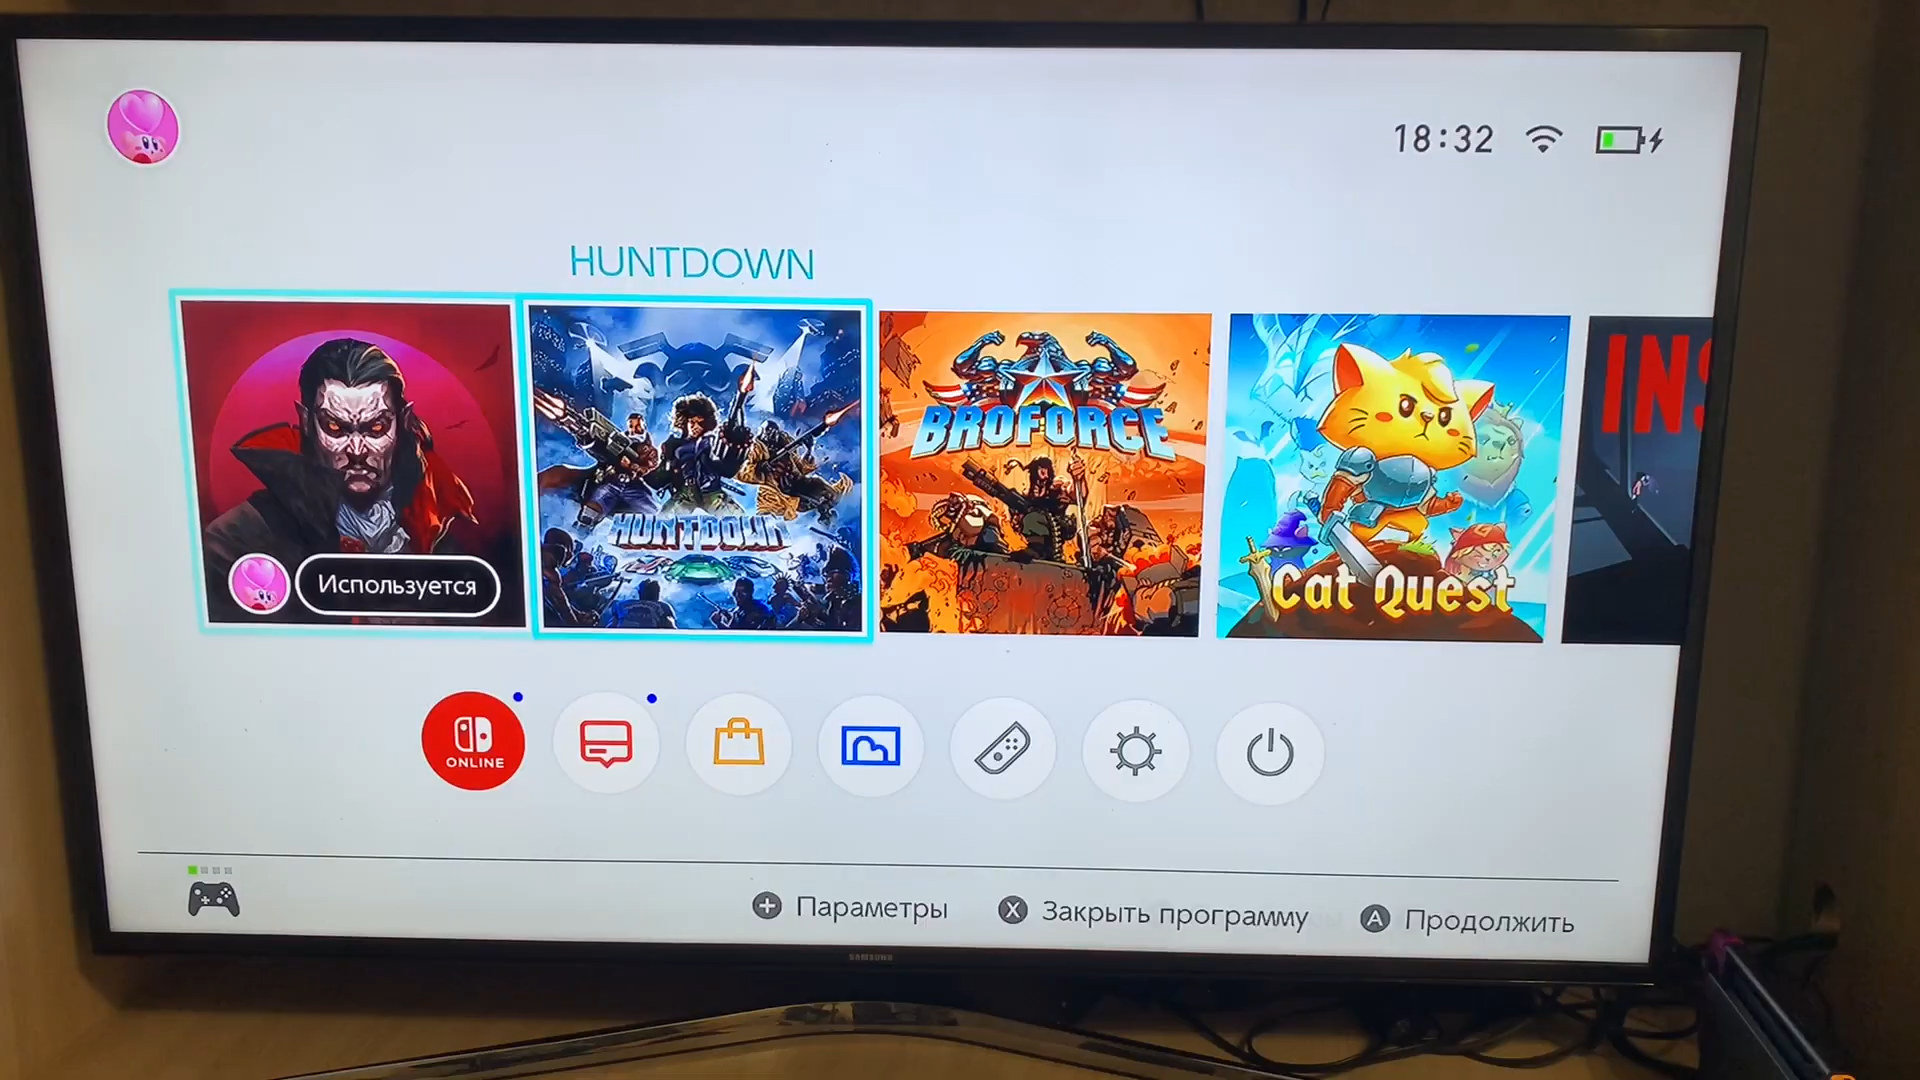 18:32
HUNTDOWN
Используется
HUNTDOWN
BROFORCE
Cat Quest
INS
ONLINE
Параметры
X Закрыть программу
A Продолжить
SAMSUNG